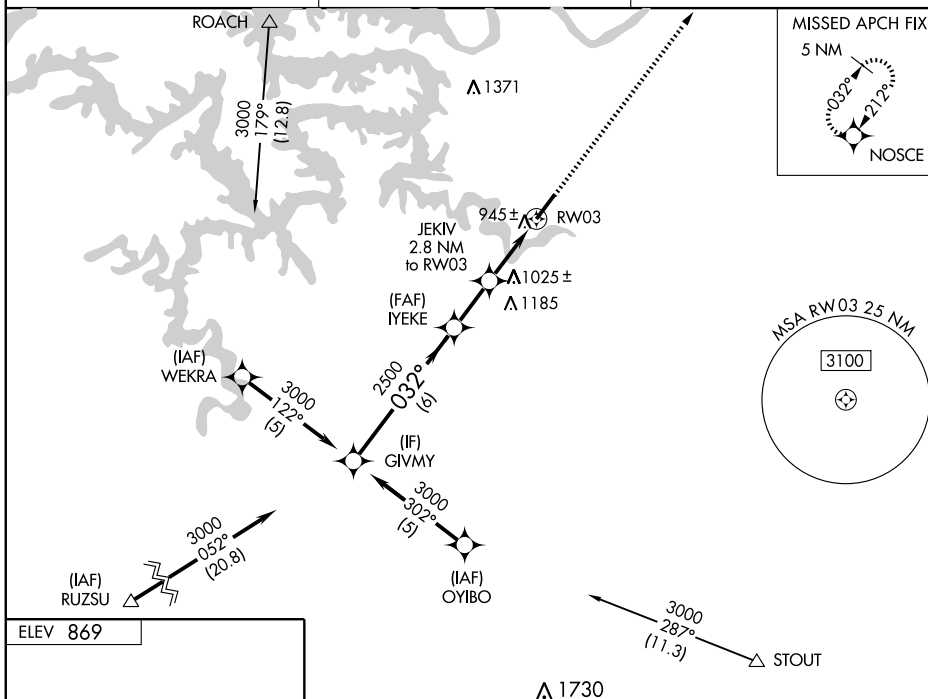 ROACH
3000
179°
(12.8)
1371
MISSED APCH FIX
5 NM
032°
212°
NOSCE
945 ±
RW03
JEKIV
2.8 NM
to RW03
1025 ±
1185
(FAF)
IYEKE
MSA RW03 25 NM
3100
(IAF)
WEKRA
3000
122°
(5)
2500
032°
(6)
(IF)
GIVMY
3000
302°
(5)
(IAF)
OYIBO
3000
052°
(20.8)
(IAF)
RUZSU
3000
287°
(11.3)
STOUT
ELEV 869
1730